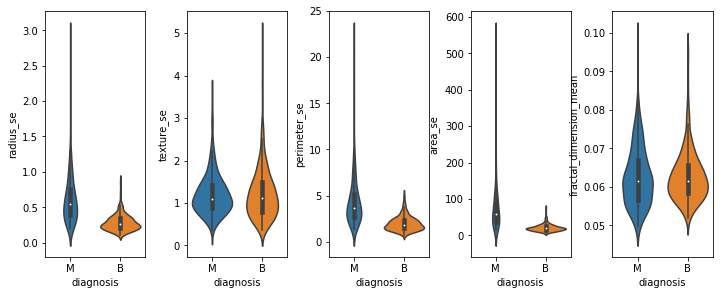 radius_se
3.0
2.5
2.0
1.5
1.0
0.5
0.0
M B
diagnosis
texture_se
5
4
3
2
1
0
M B
diagnosis
perimeter_se
25
20
15
10
5
0
M B
diagnosis
area_se
600
500
400
300
200
100
0
M B
diagnosis
fractal_dimension_mean
0.10
0.09
0.08
0.07
0.06
0.05
M B
diagnosis